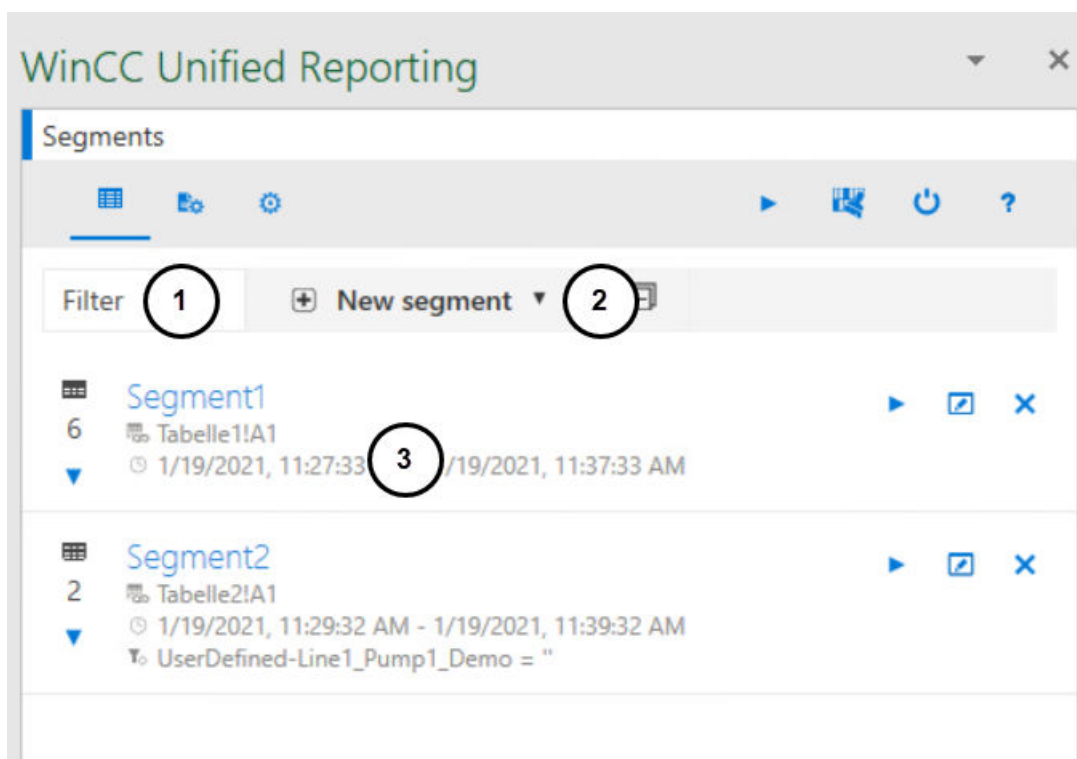 WinCC Unified Reporting
Segments
?
Filter 1 New segment 2
6 Segment1
Tabelle1!A1
1/19/2021, 11:27:33 3 /19/2021, 11:37:33 AM
2 Segment2
Tabelle2!A1
1/19/2021, 11:29:32 AM - 1/19/2021, 11:39:32 AM
UserDefined-Line1_Pump1_Demo = ''